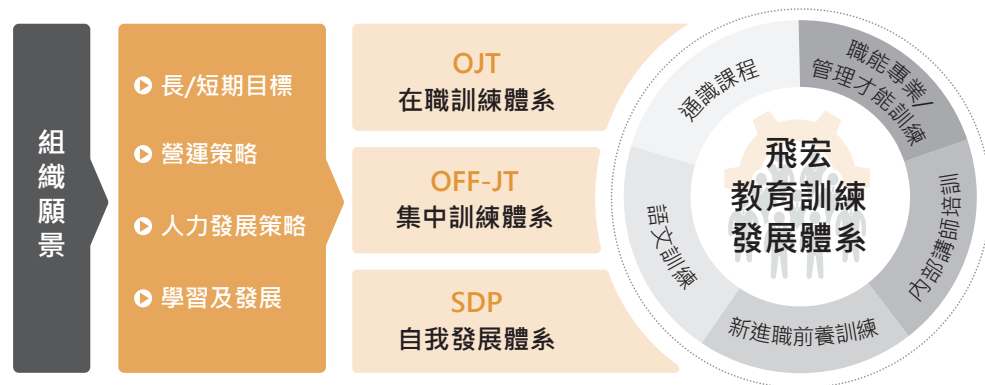 組織願景
長/短期目標
營運策略
人力發展策略
學習及發展
OJT
在職訓練體系
OFF-JT
集中訓練體系
SDP
自我發展體系
飛宏
教育訓練
發展體系
通識課程
職能專業/
管理才能訓練
內部講師培訓
新進職前養訓練
語文訓練